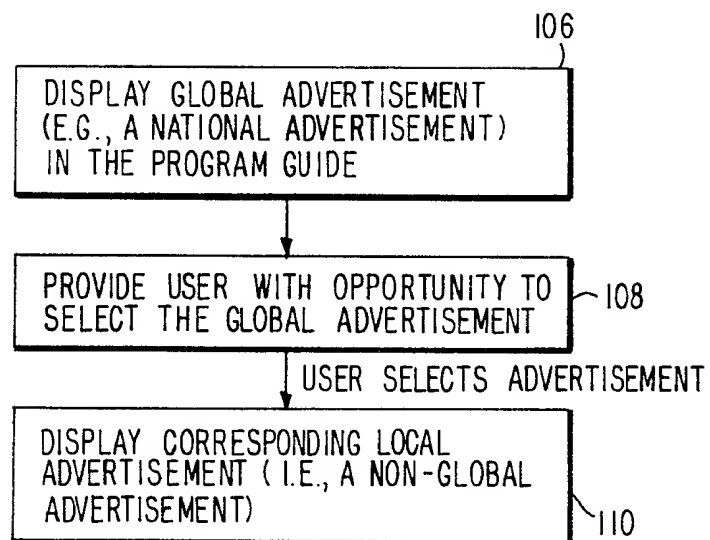 106
DISPLAY GLOBAL ADVERTISEMENT
(E.G., A NATIONAL ADVERTISEMENT)
IN THE PROGRAM GUIDE
PROVIDE USER WITH OPPORTUNITY TO
SELECT THE GLOBAL ADVERTISEMENT
108
USER SELECTS ADVERTISEMENT
DISPLAY CORRESPONDING LOCAL
ADVERTISEMENT (I.E., A NON-GLOBAL
ADVERTISEMENT)
110